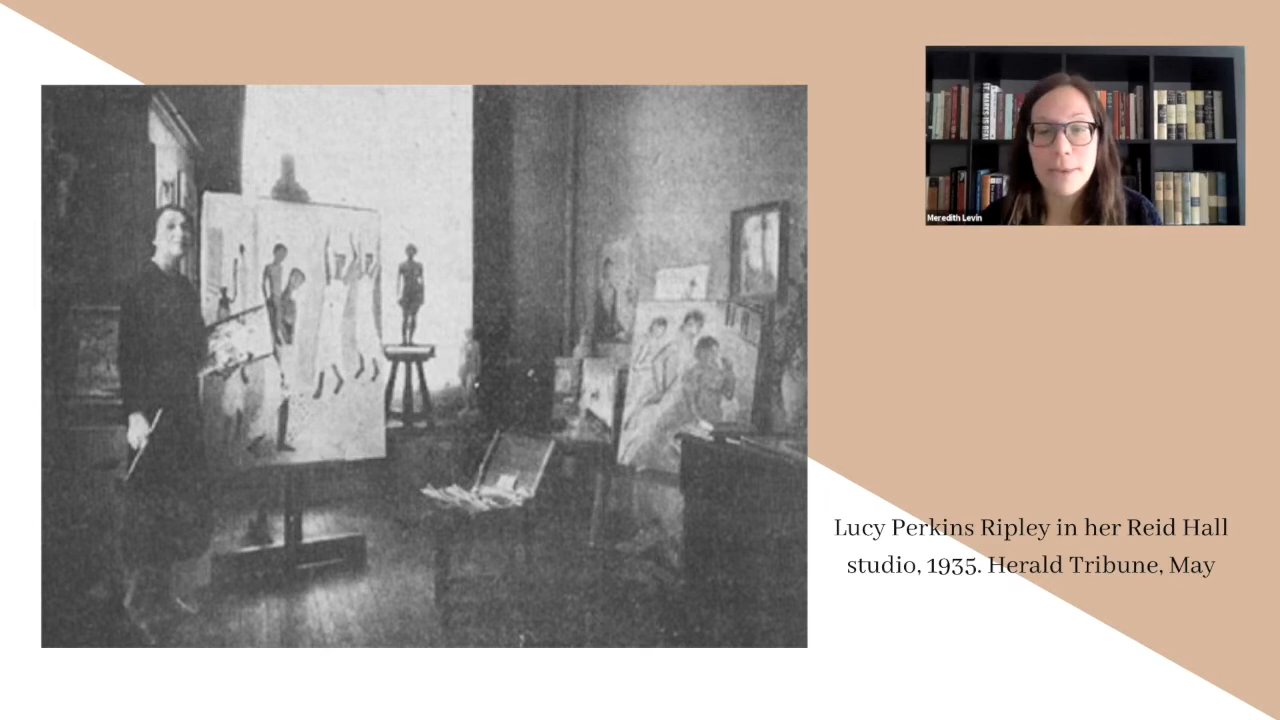 Meredith Levin
Lucy Perkins Ripley in her Reid Hall
studio, 1935. Herald Tribune, May